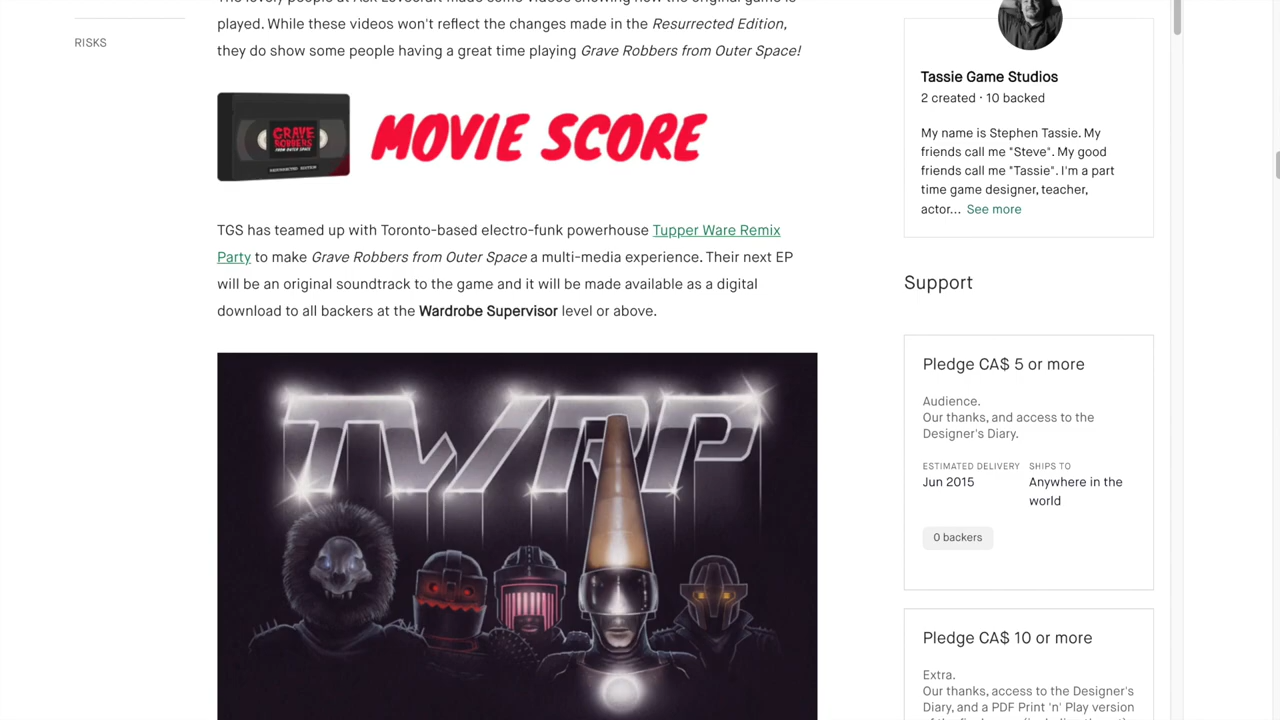 The lovely people at Ask Lovecraft made some videos showing how the original game is
played. While these videos won't reflect the changes made in the Resurrected Edition,
they do show some people having a great time playing Grave Robbers from Outer Space!
RISKS
GRAVE
ROBBERS
FROM OUTER SPACE
RESURRECTED EDITION
MOVIE SCORE
TGS has teamed up with Toronto-based electro-funk powerhouse Tupper Ware Remix
Party to make Grave Robbers from Outer Space a multi-media experience. Their next EP
will be an original soundtrack to the game and it will be made available as a digital
download to all backers at the Wardrobe Supervisor level or above.
TWRP
Tassie Game Studios
2 created · 10 backed
My name is Stephen Tassie. My
friends call me "Steve". My good
friends call me "Tassie". I'm a part
time game designer, teacher,
actor... See more
Support
Pledge CA$ 5 or more
Audience.
Our thanks, and access to the
Designer's Diary.
ESTIMATED DELIVERY SHIPS TO
Jun 2015 Anywhere in the
world
0 backers
Pledge CA$ 10 or more
Extra.
Our thanks, access to the Designer's
Diary, and a PDF Print 'n' Play version